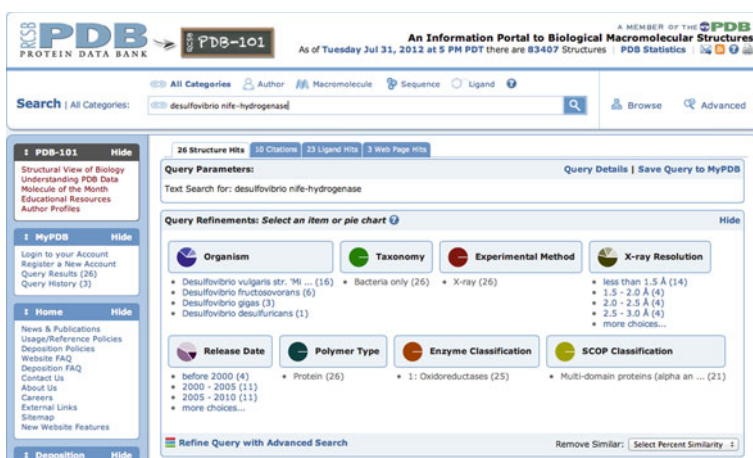 RCSB PDB
PROTEIN DATA BANK
PDB-101
A MEMBER OF THE PDB
An Information Portal to Biological Macromolecular Structures
As of Tuesday Jul 31, 2012 at 5 PM PDT there are 83407 Structures | PDB Statistics |
All Categories Author Macromolecule Sequence Ligand
Search | All Categories: desulfovibrio nife-hydrogenase Browse Advanced
PDB-101 Hide
Structural View of Biology
Understanding PDB Data
Molecule of the Month
Educational Resources
Author Profiles
MyPDB Hide
Login to your Account
Register a New Account
Query Results (26)
Query History (3)
Home Hide
News & Publications
Usage/Reference Policies
Deposition Policies
Website FAQ
Deposition FAQ
Contact Us
About Us
Careers
External Links
Sitemap
New Website Features
Deposition Hide
26 Structure Hits 10 Citations 23 Ligand Hits 3 Web Page Hits
Query Parameters: Query Details | Save Query to MyPDB
Text Search for: desulfovibrio nife-hydrogenase
Query Refinements: Select an item or pie chart Hide
Organism
Desulfovibrio vulgaris str. 'Mi ... (16)
Desulfovibrio fructosovorans (6)
Desulfovibrio gigas (3)
Desulfovibrio desulfuricans (1)
Taxonomy
Bacteria only (26)
Experimental Method
X-ray (26)
X-ray Resolution
less than 1.5 Å (14)
1.5 - 2.0 Å (4)
2.0 - 2.5 Å (4)
2.5 - 3.0 Å (4)
more choices...
Release Date
before 2000 (4)
2000 - 2005 (11)
2005 - 2010 (11)
more choices...
Polymer Type
Protein (26)
Enzyme Classification
1: Oxidoreductases (25)
SCOP Classification
Multi-domain proteins (alpha an ... (21)
Refine Query with Advanced Search Remove Similar: Select Percent Similarity